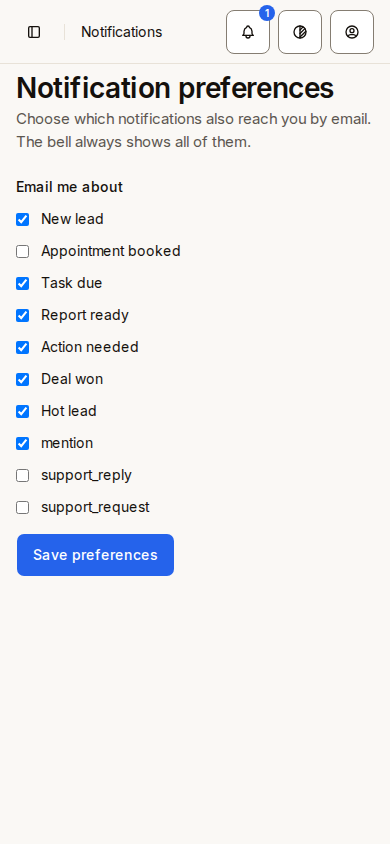 Notifications
1
Notification preferences
Choose which notifications also reach you by email.
The bell always shows all of them.
Email me about
New lead
Appointment booked
Task due
Report ready
Action needed
Deal won
Hot lead
mention
support_reply
support_request
Save preferences